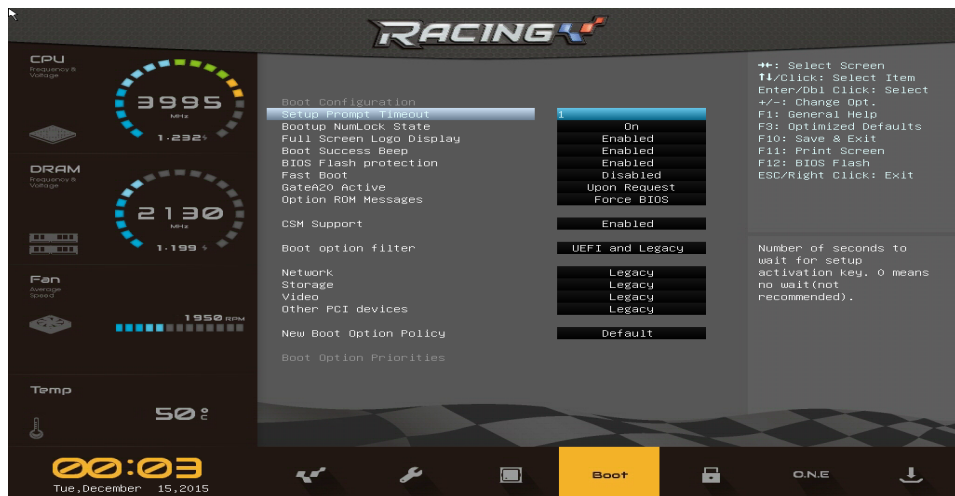 RACING
CPU
Frequency &
Voltage
3995
MHz
1.232
DRAM
Frequency &
Voltage
2130
MHz
1.199
Fan
Average
Speed
1950 RPM
Temp
50 °C
Boot Configuration
Setup Prompt Timeout 1
Bootup NumLock State On
Full Screen Logo Display Enabled
Boot Success Beep Enabled
BIOS Flash protection Enabled
Fast Boot Disabled
GateA20 Active Upon Request
Option ROM Messages Force BIOS
CSM Support Enabled
Boot option filter UEFI and Legacy
Network Legacy
Storage Legacy
Video Legacy
Other PCI devices Legacy
New Boot Option Policy Default
Boot Option Priorities
→←: Select Screen
↑↓/Click: Select Item
Enter/Dbl Click: Select
+/-: Change Opt.
F1: General Help
F3: Optimized Defaults
F10: Save & Exit
F11: Print Screen
F12: BIOS Flash
ESC/Right Click: Exit
Number of seconds to
wait for setup
activation key. 0 means
no wait(not
recommended).
00:03
Tue,December 15,2015
Boot
O.N.E